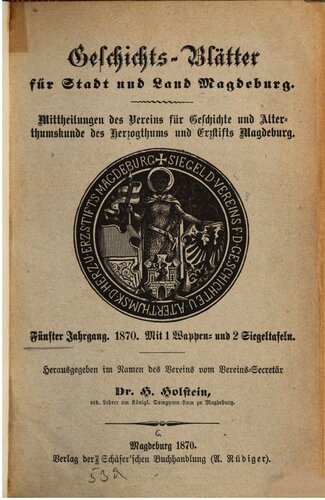 Geschichts-Blätter
für Stadt und Land Magdeburg.
Mittheilungen des Vereins für Geschichte und Alter-
thumskunde des Herzogthums und Erzstifts Magdeburg.
SIEGEL D. VEREINS F. D. GESCHICHTE U. ALTERTHUMSKD. HERZ. U. ERZSTIFTS MAGDEBURG
Fünfter Jahrgang. 1870. Mit 1 Wappen- und 2 Siegeltafeln.
Herausgegeben im Namen des Vereins vom Vereins-Secretär
Dr. H. Holstein,
ord. Lehrer am Königl. Domgymnasium zu Magdeburg.
Magdeburg 1870.
Verlag der Schäfer'schen Buchhandlung (A. Rüdiger).